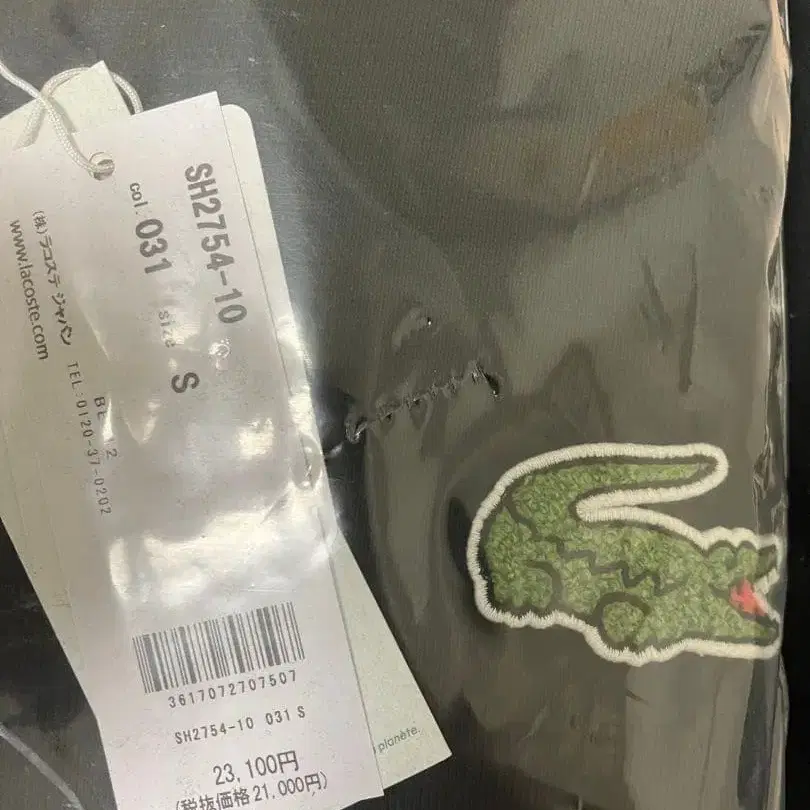 SH2754-10
col. 031 size S
(株)ラコステ ジャパン
TEL:0120-37-0202
www.lacoste.com
3617072707507
SH2754-10 031 S
23,100円
(税抜価格21,000円)
planète.